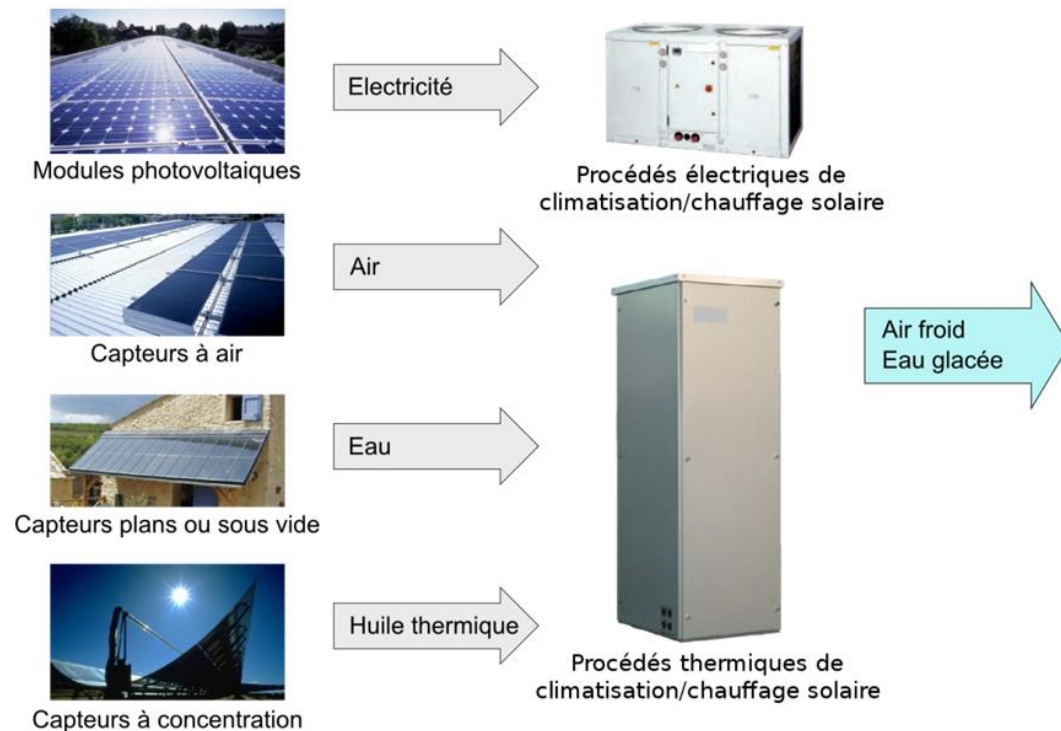 Electricité
Modules photovoltaiques
Procédés électriques de
climatisation/chauffage solaire
Air
Capteurs à air
Air froid
Eau glacée
Eau
Capteurs plans ou sous vide
Huile thermique
Procédés thermiques de
climatisation/chauffage solaire
Capteurs à concentration